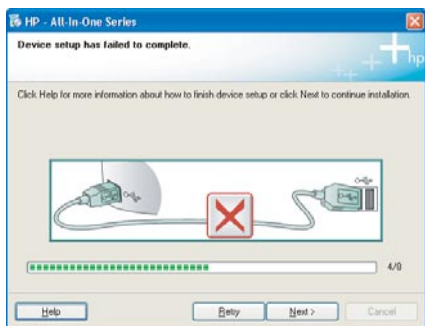 HP - All-In-One Series
Device setup has failed to complete.
hp
Click Help for more information about how to finish device setup or click Next to continue installation.
4/8
Help
Retry
Next >
Cancel